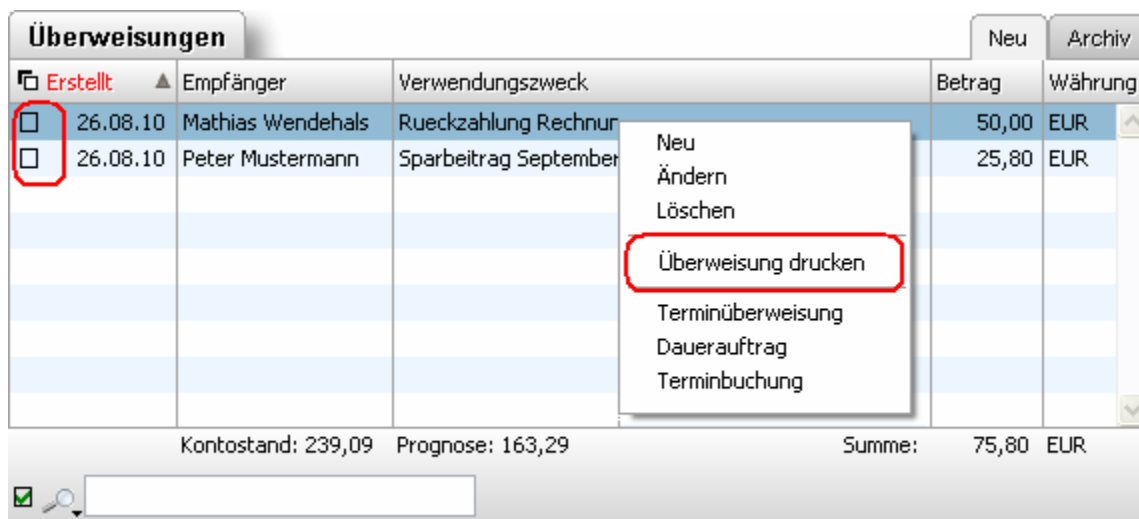 Überweisungen Neu Archiv
Erstellt Empfänger Verwendungszweck Betrag Währung
26.08.10 Mathias Wendehals Rueckzahlung 50,00 EUR
26.08.10 Peter Mustermann Sparbeitrag September 25,80 EUR
Neu
Ändern
Löschen
Überweisung drucken
Terminüberweisung
Dauerauftrag
Terminbuchung
Kontostand: 239,09 Prognose: 163,29 Summe: 75,80 EUR